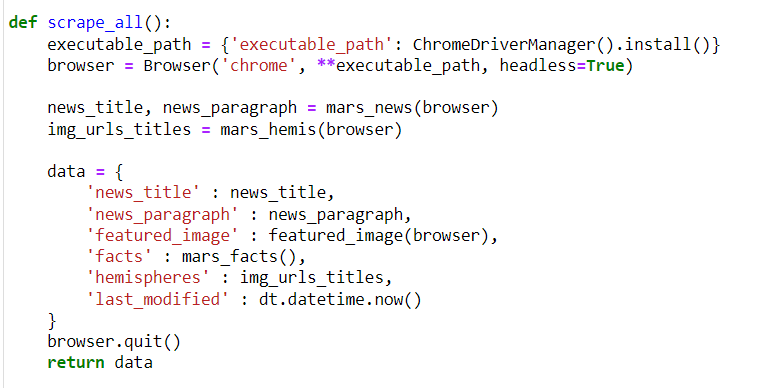 def scrape_all():
    executable_path = {'executable_path': ChromeDriverManager().install()}
    browser = Browser('chrome', **executable_path, headless=True)

    news_title, news_paragraph = mars_news(browser)
    img_urls_titles = mars_hemis(browser)

    data = {
        'news_title' : news_title,
        'news_paragraph' : news_paragraph,
        'featured_image' : featured_image(browser),
        'facts' : mars_facts(),
        'hemispheres' : img_urls_titles,
        'last_modified' : dt.datetime.now()
    }
    browser.quit()
    return data